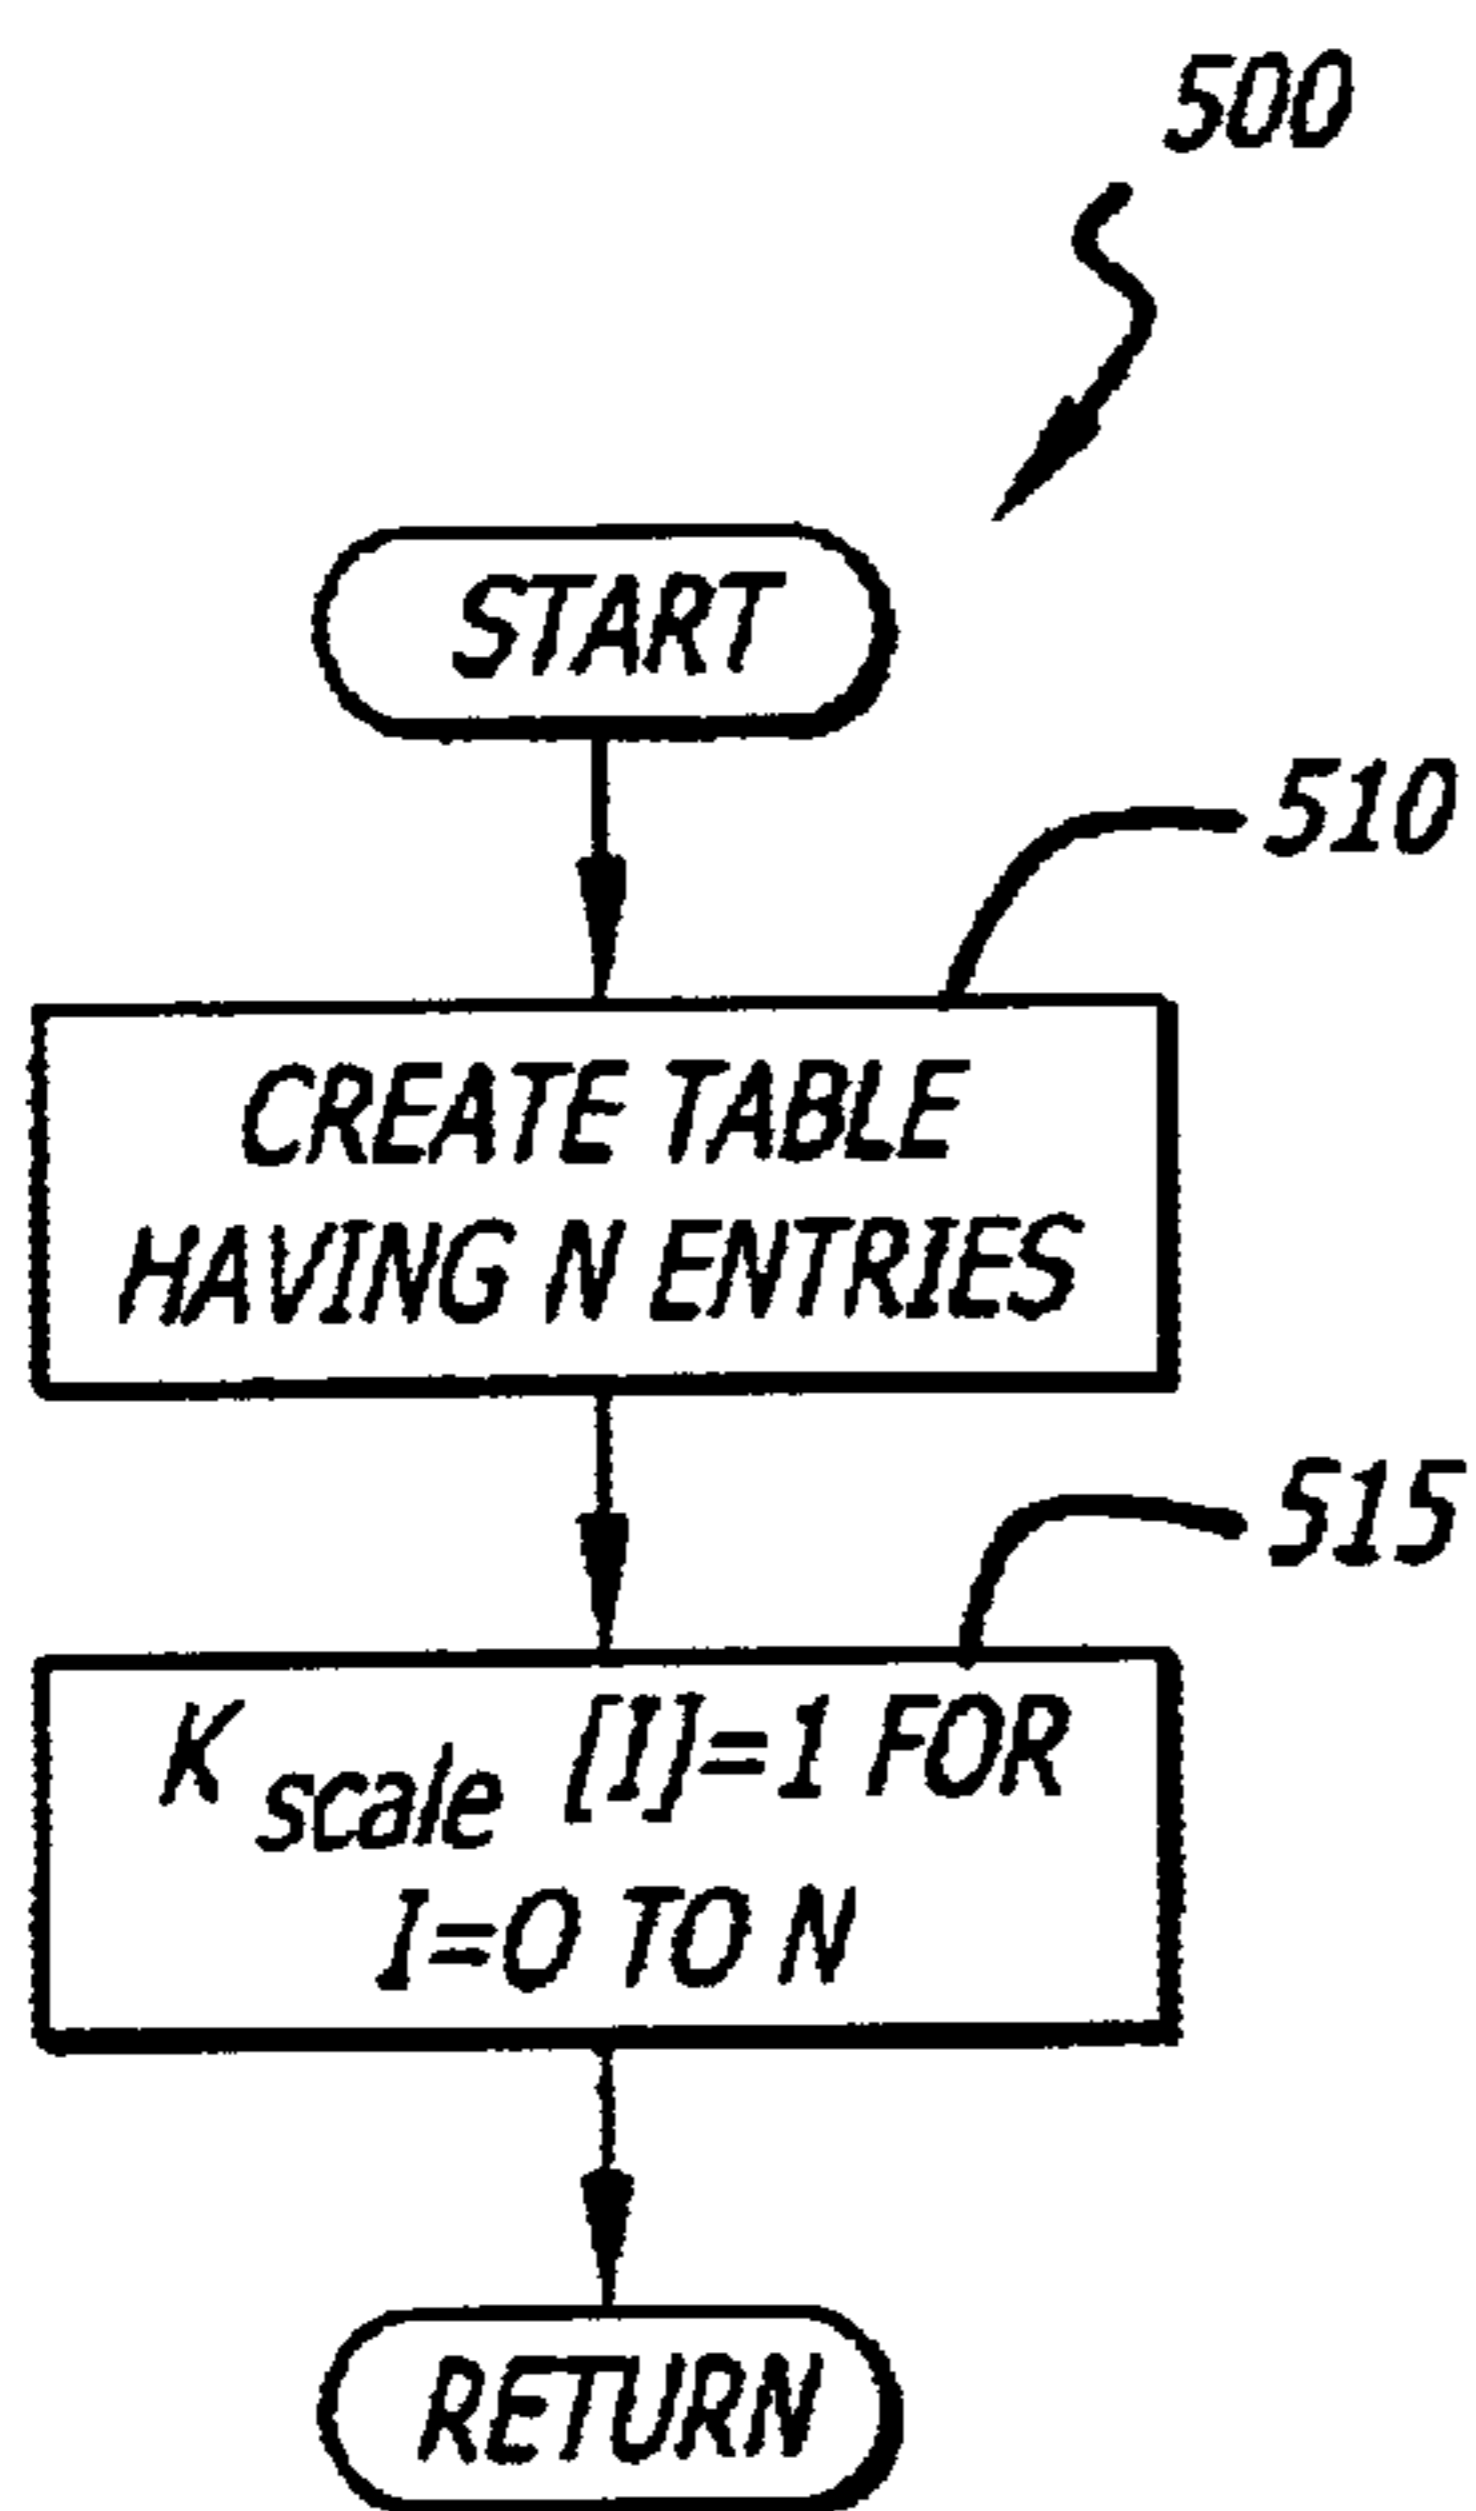 500
START
510
CREATE TABLE
HAVING N ENTRIES
515
K scale [I]=1 FOR
I=0 TO N
RETURN